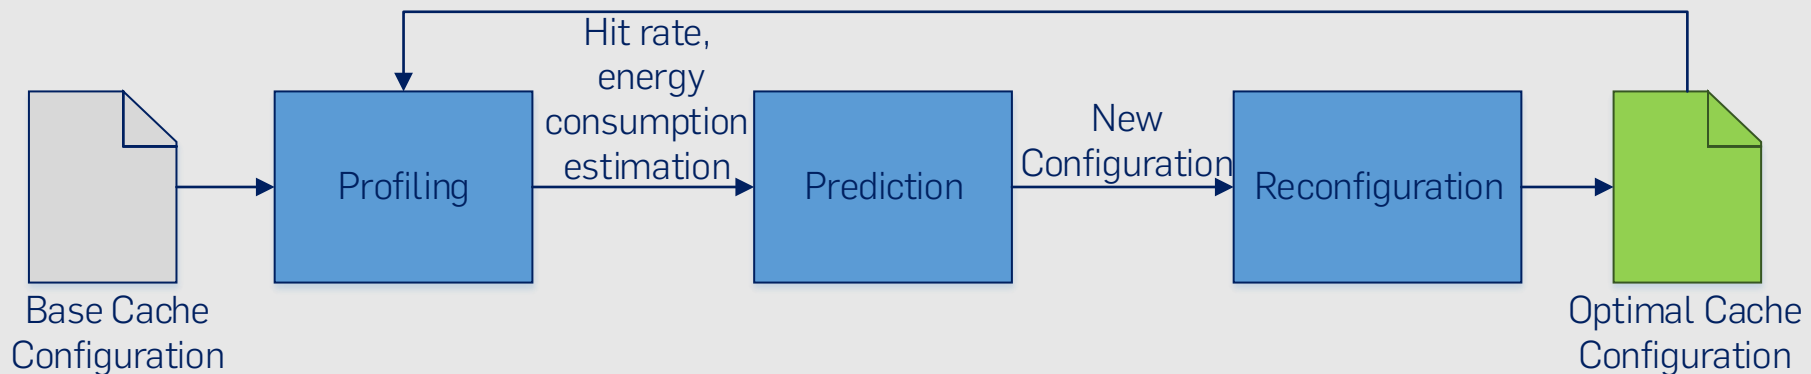 Hit rate,
energy
consumption
estimation
New
Configuration
Profiling
Prediction
Reconfiguration
Base Cache
Configuration
Optimal Cache
Configuration